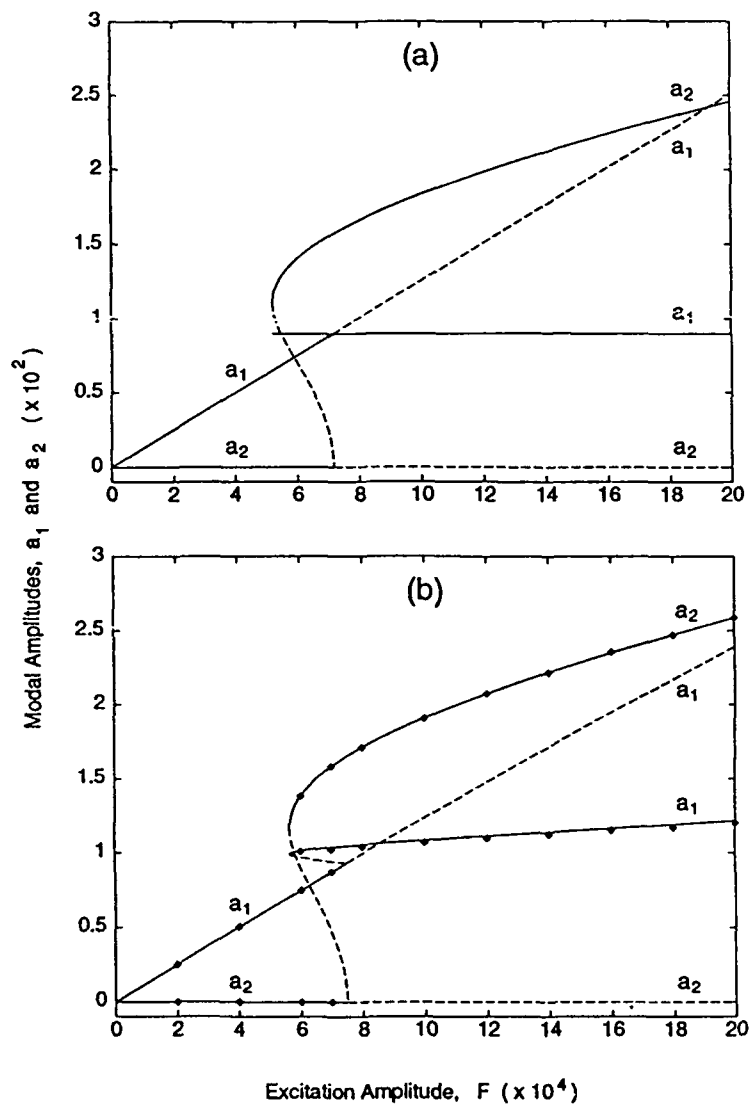 3
(a)
a2
2.5
a1
2
1.5
a1
1
a1
0.5
a2
a2
0
0 2 4 6 8 10 12 14 16 18 20
Modal Amplitudes, a1 and a2 (x 10^2)
3
(b)
a2
2.5
a1
2
1.5
a1
1
a1
0.5
a2
a2
0
0 2 4 6 8 10 12 14 16 18 20
Excitation Amplitude, F (x 10^4)